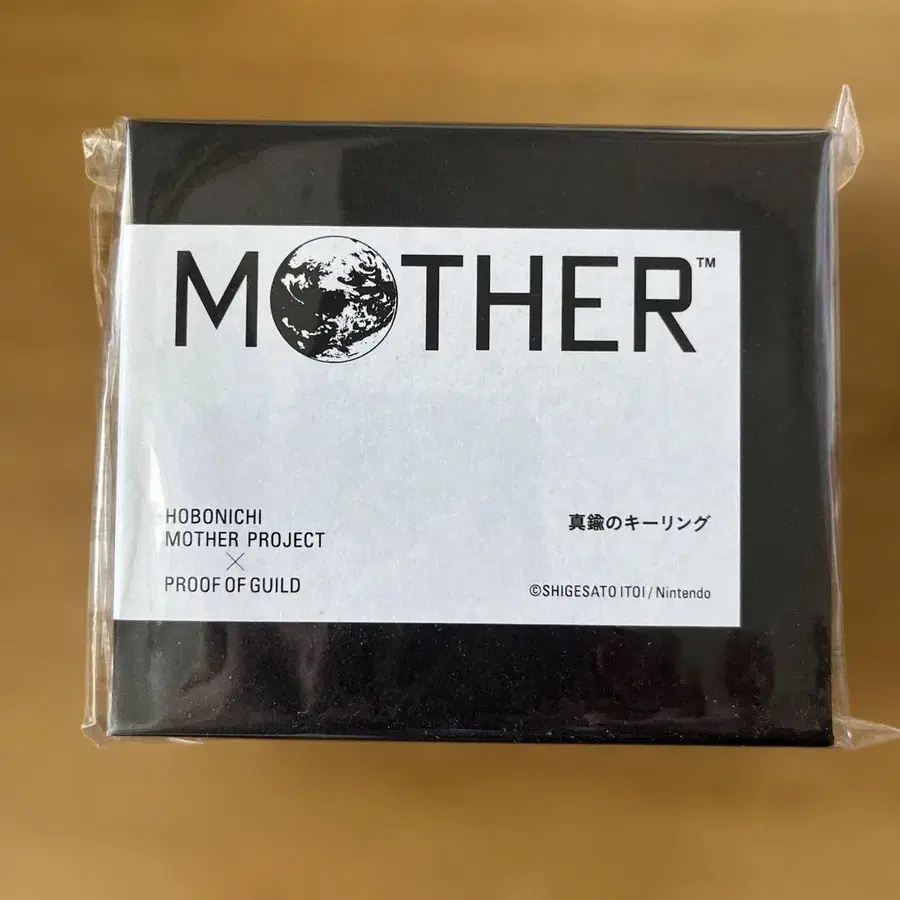 MOTHER™
HOBONICHI
MOTHER PROJECT
×
PROOF OF GUILD
真鍮のキーリング
©SHIGESATO ITOI / Nintendo